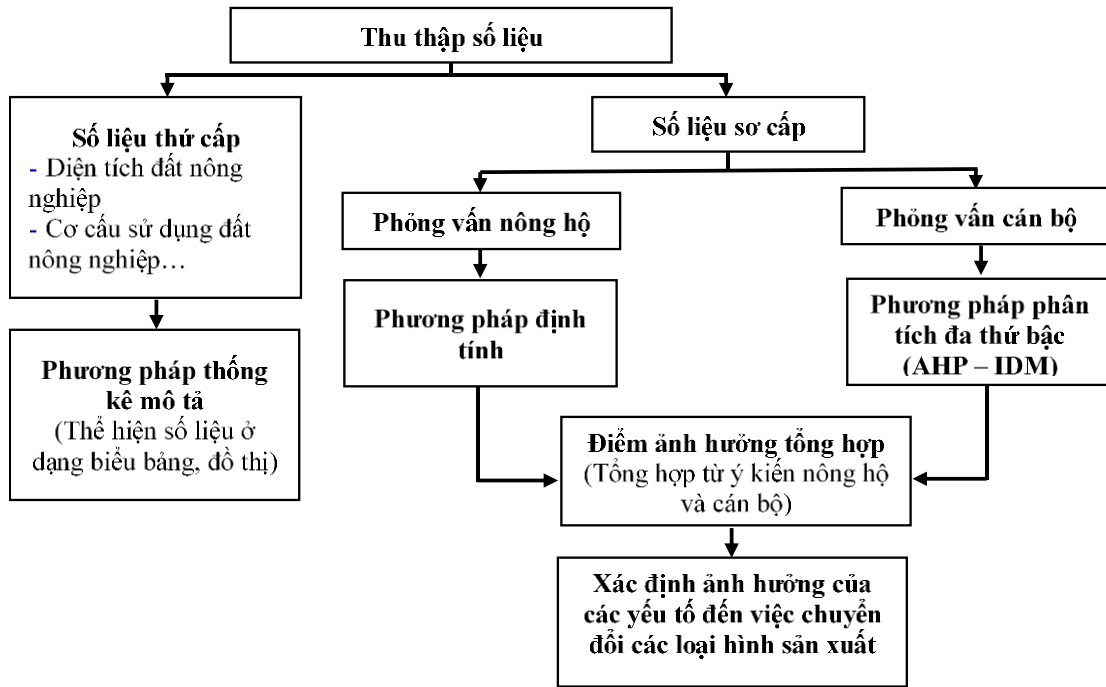 Thu thập số liệu
Số liệu thứ cấp
- Diện tích đất nông
nghiệp
- Cơ cấu sử dụng đất
nông nghiệp…
Số liệu sơ cấp
Phỏng vấn nông hộ
Phỏng vấn cán bộ
Phương pháp thống
kê mô tả
(Thể hiện số liệu ở
dạng biểu bảng, đồ thị)
Phương pháp định
tính
Phương pháp phân
tích đa thứ bậc
(AHP – IDM)
Điểm ảnh hưởng tổng hợp
(Tổng hợp từ ý kiến nông hộ
và cán bộ)
Xác định ảnh hưởng của
các yếu tố đến việc chuyển
đổi các loại hình sản xuất